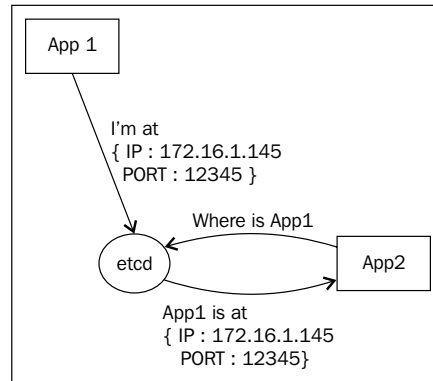 App 1
I'm at
{ IP : 172.16.1.145
PORT : 12345 }
Where is App1
etcd
App2
App1 is at
{ IP : 172.16.1.145
PORT : 12345}